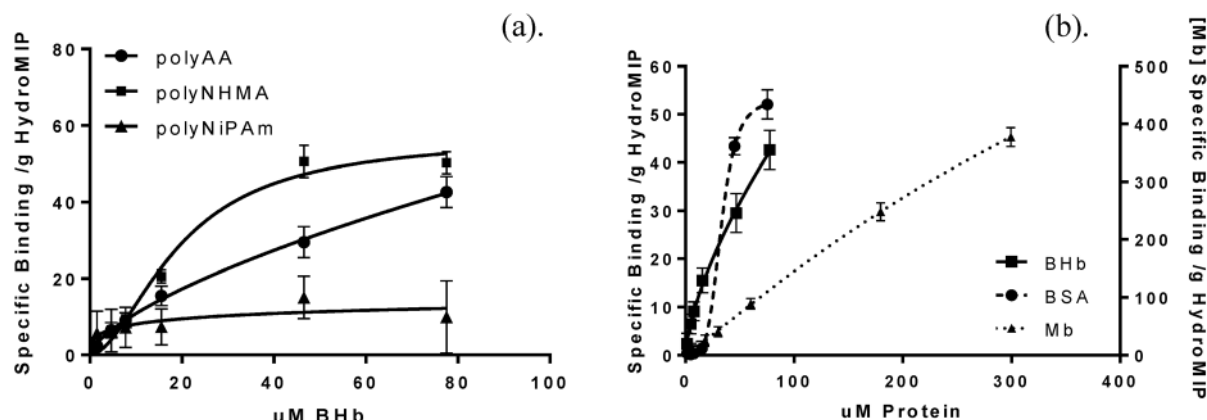 (a).
Specific Binding /g HydroMIP
80
60
40
20
0
polyAA
polyNHMA
polyNiPAm
0 20 40 60 80 100
uM BHb
(b).
Specific Binding /g HydroMIP
60
50
40
30
20
10
0
BHb
BSA
Mb
500
400
300
200
100
0
[Mb] Specific Binding /g HydroMIP
0 100 200 300 400
uM Protein